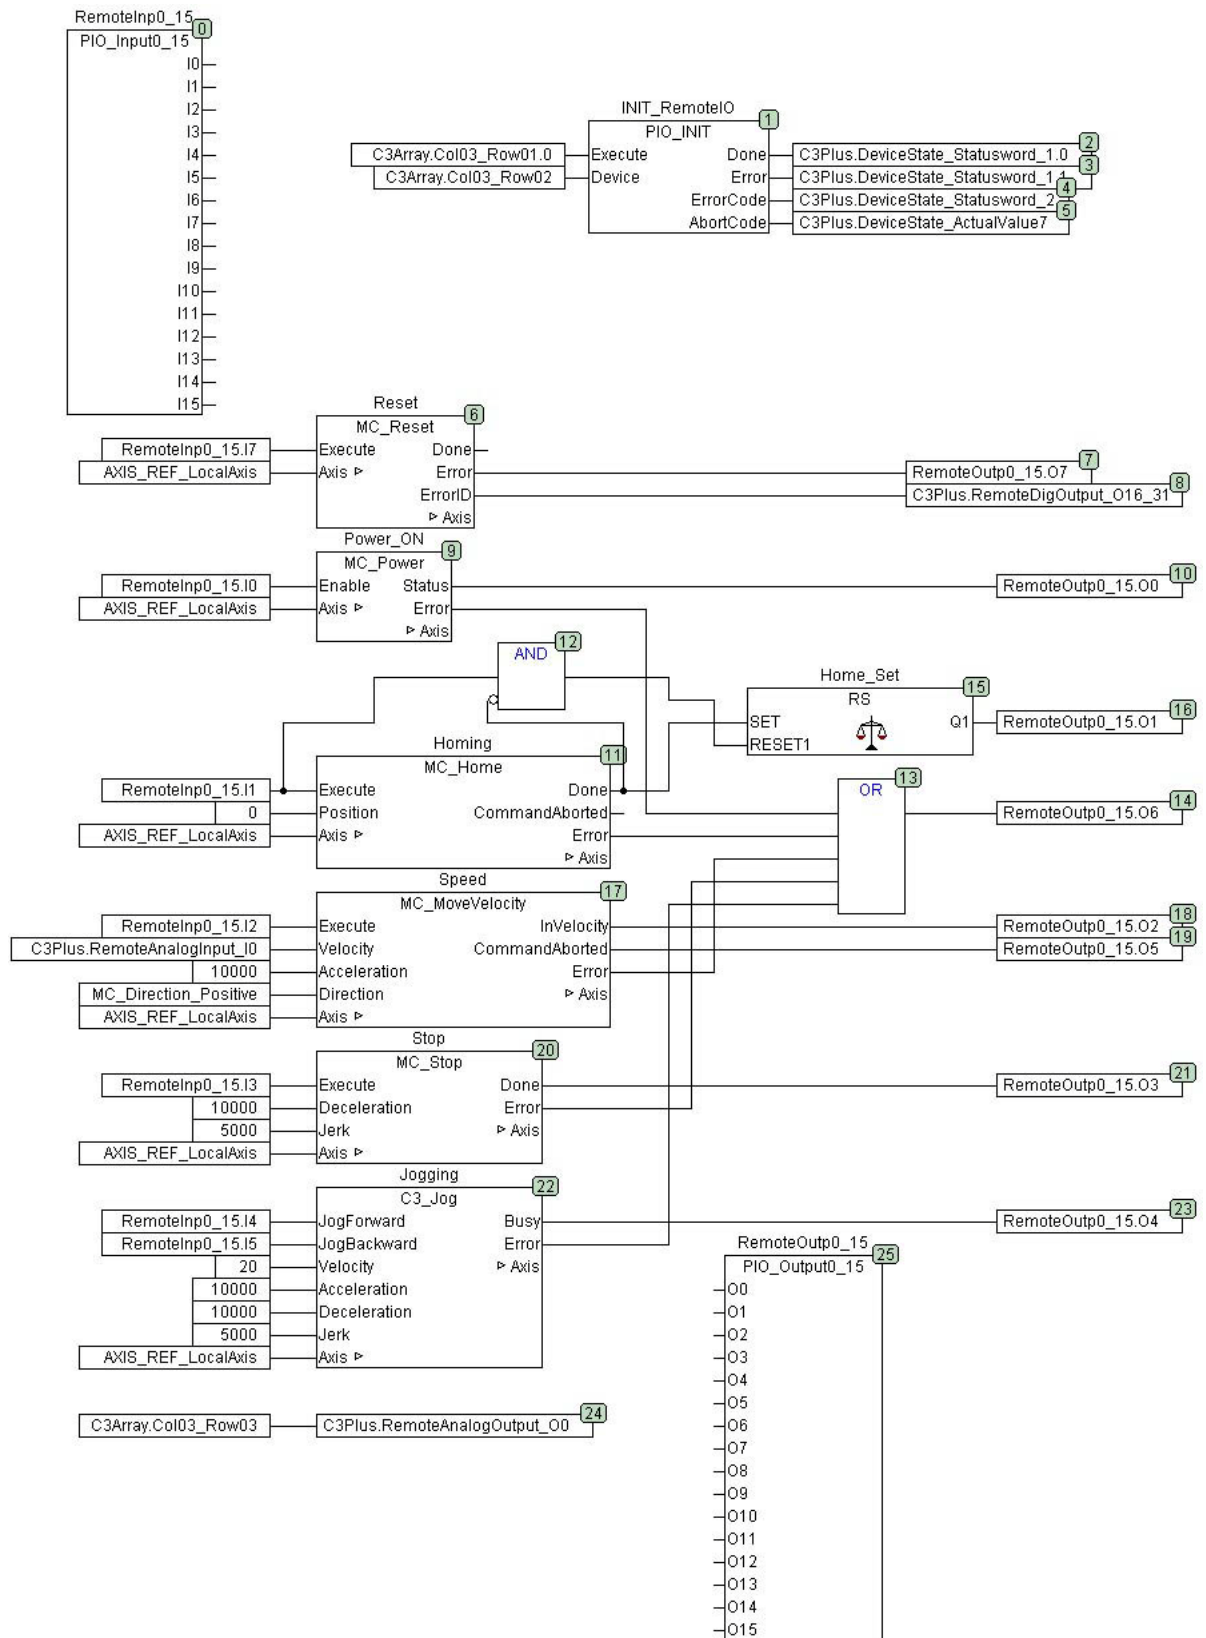 RemoteInp0_15
0
PIO_Input0_15
I0
I1
I2
I3
I4
I5
I6
I7
I8
I9
I10
I11
I12
I13
I14
I15
INIT_RemoteIO
1
PIO_INIT
C3Array.Col03_Row01.0
Execute
Done
C3Plus.DeviceState_Statusword_1.0
2
C3Array.Col03_Row02
Device
Error
C3Plus.DeviceState_Statusword_1.1
3
ErrorCode
C3Plus.DeviceState_Statusword_2
4
AbortCode
C3Plus.DeviceState_ActualValue7
5
Reset
6
MC_Reset
RemoteInp0_15.I7
Execute
Done
AXIS_REF_LocalAxis
Axis
Error
RemoteOutp0_15.O7
7
ErrorID
C3Plus.RemoteDigOutput_O16_31
8
Axis
Power_ON
9
MC_Power
RemoteInp0_15.I0
Enable
Status
RemoteOutp0_15.O0
10
AXIS_REF_LocalAxis
Axis
Error
Axis
AND
12
Home_Set
15
RS
SET
Q1
RESET1
RemoteOutp0_15.O1
16
Homing
11
MC_Home
RemoteInp0_15.I1
Execute
Done
0
Position
CommandAborted
AXIS_REF_LocalAxis
Axis
Error
Axis
OR
13
RemoteOutp0_15.O6
14
Speed
17
MC_MoveVelocity
RemoteInp0_15.I2
Execute
InVelocity
RemoteOutp0_15.O2
18
C3Plus.RemoteAnalogInput_I0
Velocity
CommandAborted
RemoteOutp0_15.O5
19
10000
Acceleration
Error
MC_Direction_Positive
Direction
Axis
AXIS_REF_LocalAxis
Axis
Stop
20
MC_Stop
RemoteInp0_15.I3
Execute
Done
RemoteOutp0_15.O3
21
10000
Deceleration
Error
5000
Jerk
Axis
AXIS_REF_LocalAxis
Axis
Jogging
22
C3_Jog
RemoteInp0_15.I4
JogForward
Busy
RemoteOutp0_15.O4
23
RemoteInp0_15.I5
JogBackward
Error
20
Velocity
Axis
10000
Acceleration
10000
Deceleration
5000
Jerk
AXIS_REF_LocalAxis
Axis
C3Array.Col03_Row03
C3Plus.RemoteAnalogOutput_O0
24
RemoteOutp0_15
25
PIO_Output0_15
O0
O1
O2
O3
O4
O5
O6
O7
O8
O9
O10
O11
O12
O13
O14
O15